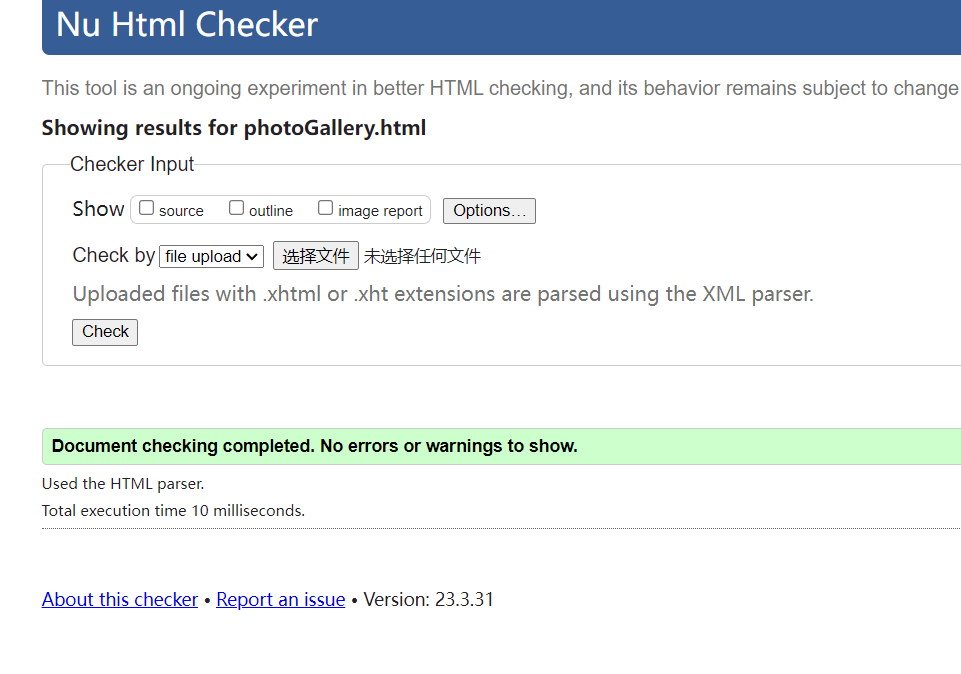 Nu Html Checker
This tool is an ongoing experiment in better HTML checking, and its behavior remains subject to change
Showing results for photoGallery.html
Checker Input
Show source outline image report Options…
Check by file upload 选择文件 未选择任何文件
Uploaded files with .xhtml or .xht extensions are parsed using the XML parser.
Check
Document checking completed. No errors or warnings to show.
Used the HTML parser.
Total execution time 10 milliseconds.
About this checker • Report an issue • Version: 23.3.31